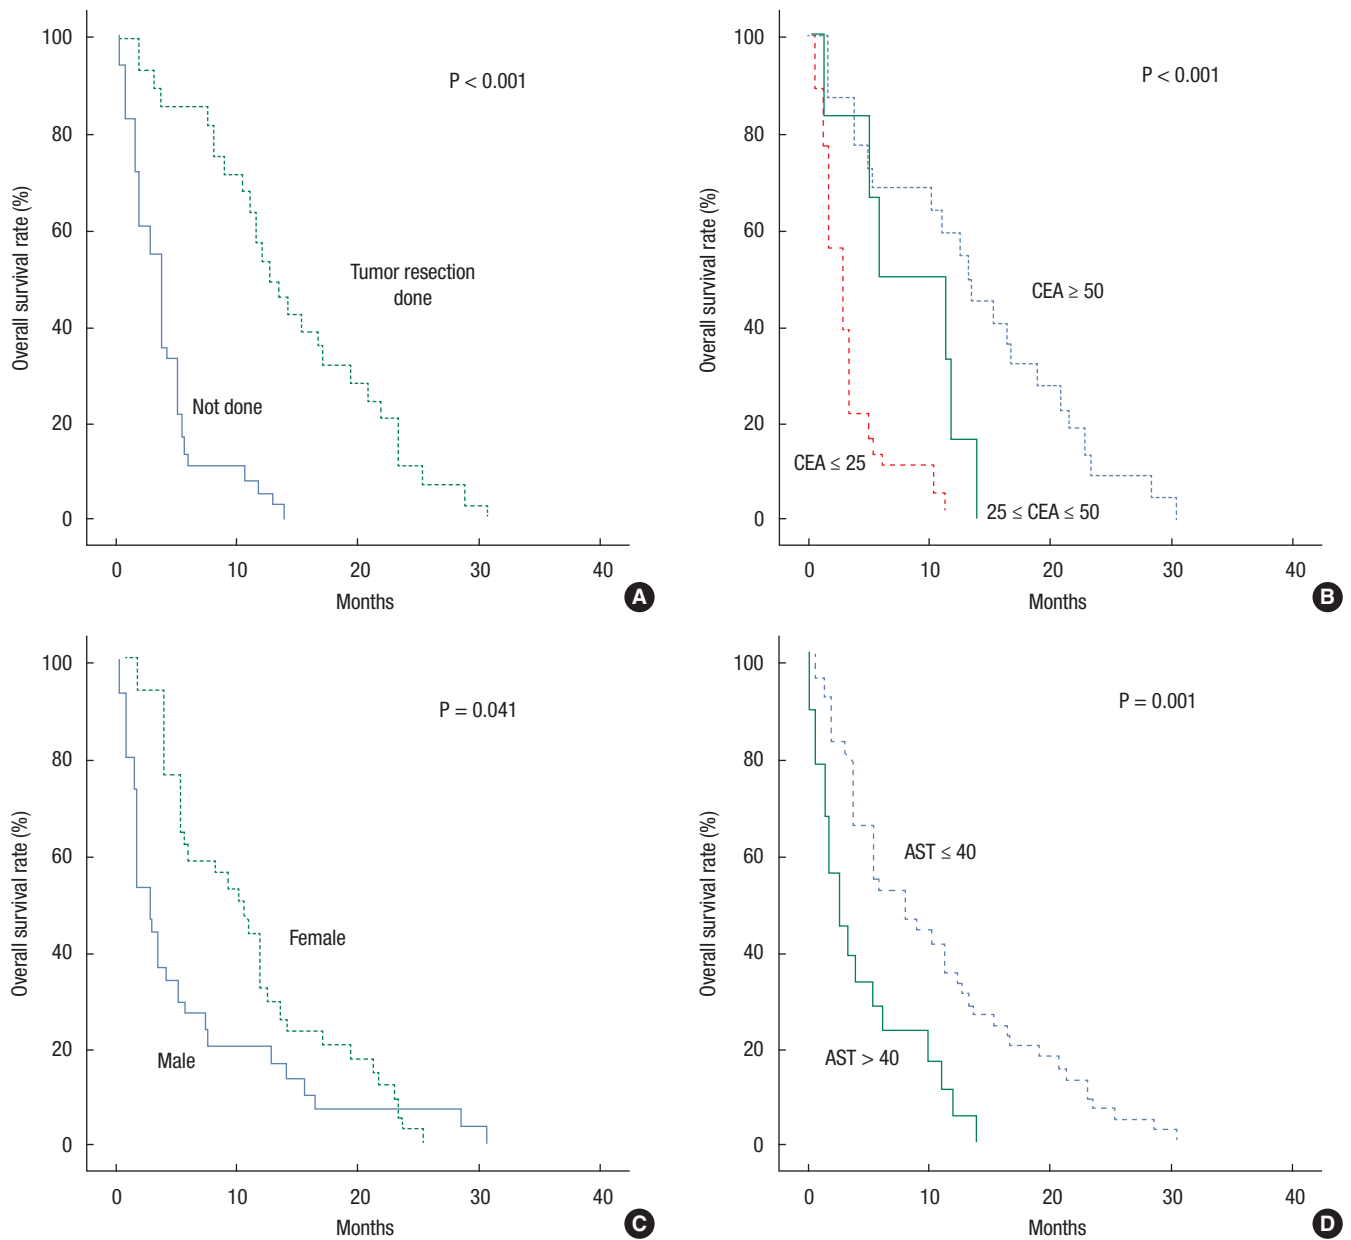 100
80
60
40
20
0
Overall survival rate (%)
P < 0.001
Tumor resection
done
Not done
0 10 20 30 40
Months
A
100
80
60
40
20
0
Overall survival rate (%)
P < 0.001
CEA ≥ 50
CEA ≤ 25
25 ≤ CEA ≤ 50
0 10 20 30 40
Months
B
100
80
60
40
20
0
Overall survival rate (%)
P = 0.041
Female
Male
0 10 20 30 40
Months
C
100
80
60
40
20
0
Overall survival rate (%)
P = 0.001
AST ≤ 40
AST > 40
0 10 20 30 40
Months
D